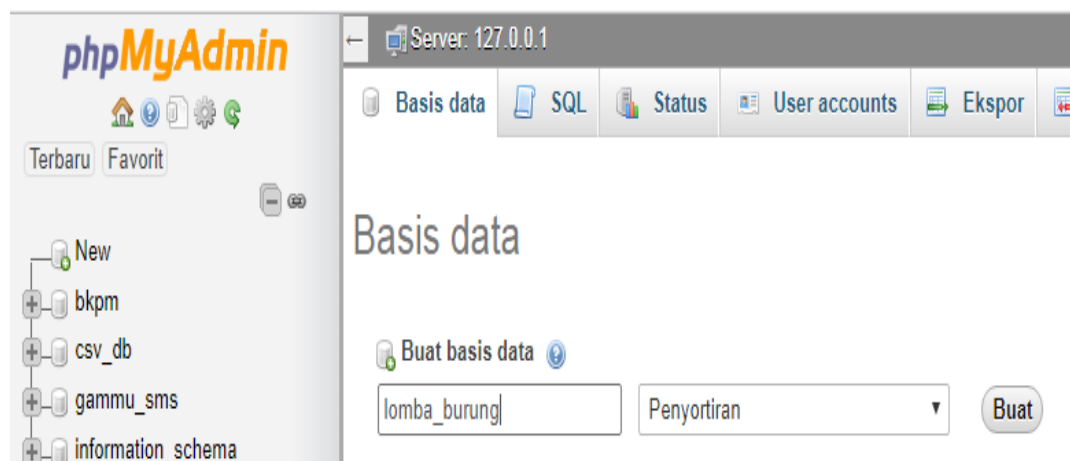 phpMyAdmin
Terbaru Favorit
New
bkpm
csv_db
gammu_sms
information_schema
Server: 127.0.0.1
Basis data SQL Status User accounts Ekspor
Basis data
Buat basis data
lomba_burung Penyortiran Buat